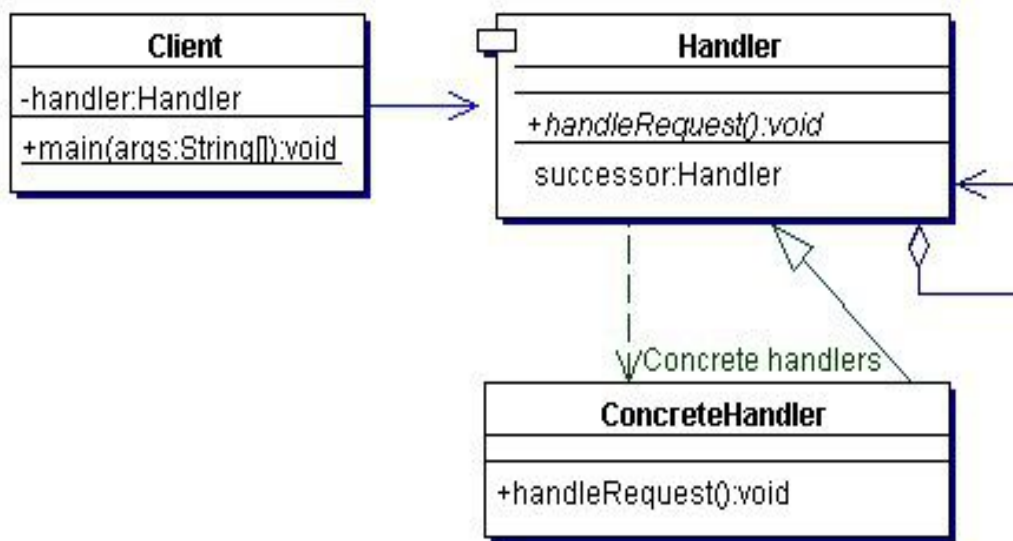 Client
-handler:Handler
+main(args:String[]):void
Handler
+handleRequest():void
successor:Handler
Concrete handlers
ConcreteHandler
+handleRequest():void